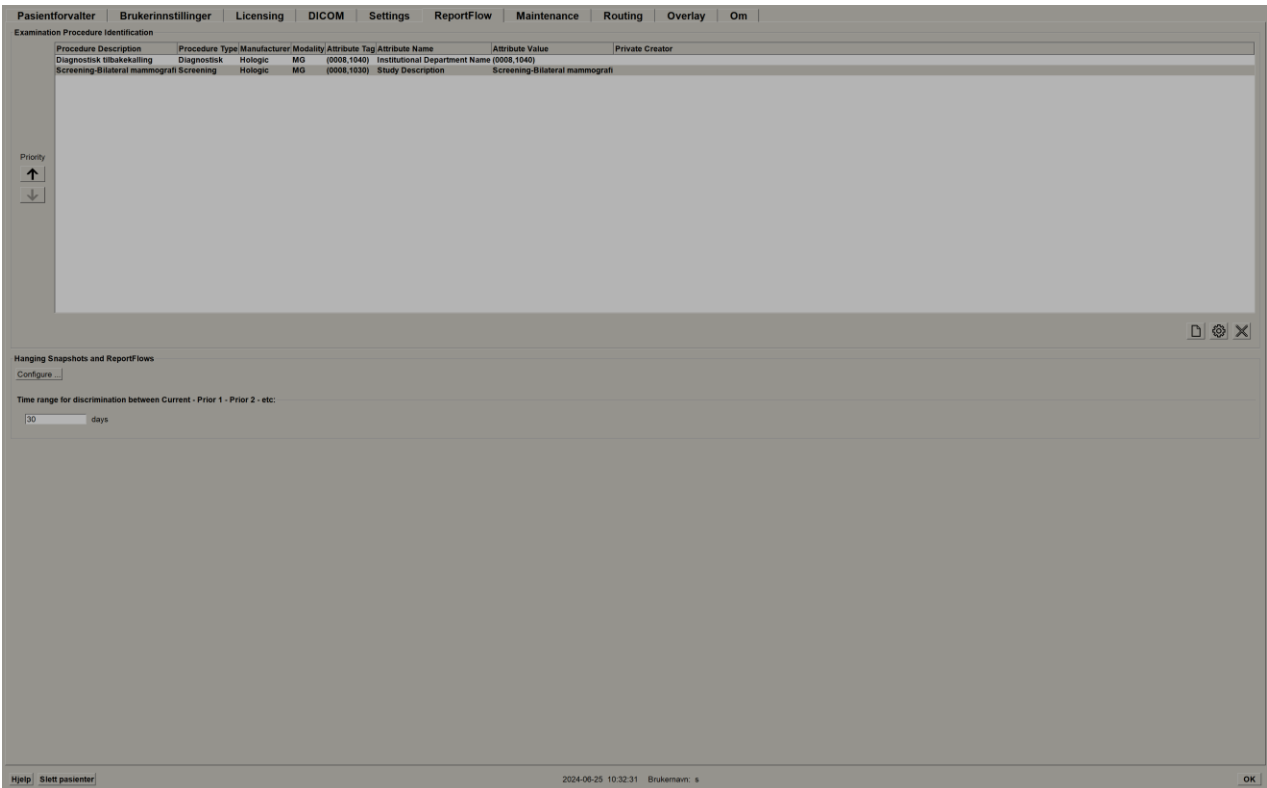 Pasientforvalter Brukerinnstillinger Licensing DICOM Settings ReportFlow Maintenance Routing Overlay Om
Examination Procedure Identification
Procedure Description Procedure Type Manufacturer Modality Attribute Tag Attribute Name Attribute Value Private Creator
Diagnostisk tilbakekalling Diagnostisk Hologic MG (0008,1040) Institutional Department Name (0008,1040)
Screening-Bilateral mammografi Screening Hologic MG (0008,1030) Study Description Screening-Bilateral mammografi
Priority
Hanging Snapshots and ReportFlows
Configure ...
Time range for discrimination between Current - Prior 1 - Prior 2 - etc:
30 days
Hjelp Slett pasienter 2024-06-25 10:32:31 Brukernavn: s OK